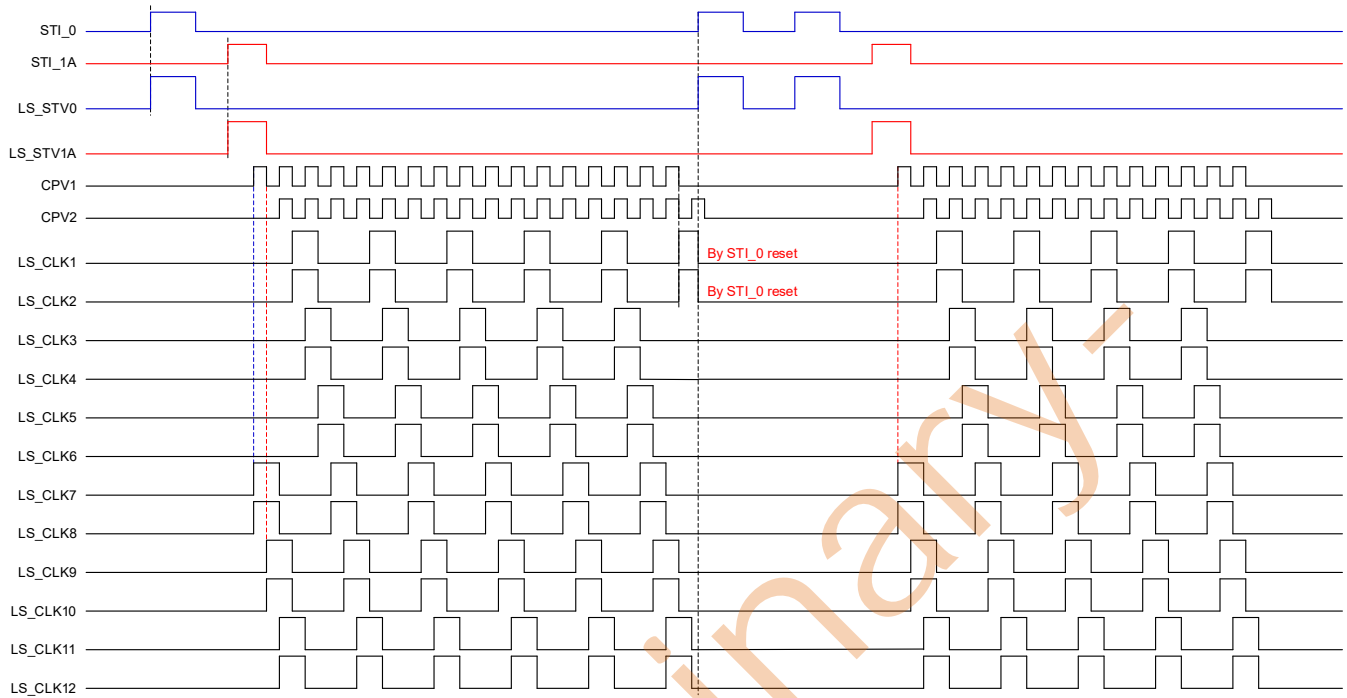 STI_0
STI_1A
LS_STV0
LS_STV1A
CPV1
CPV2
LS_CLK1
By STI_0 reset
LS_CLK2
By STI_0 reset
LS_CLK3
LS_CLK4
LS_CLK5
LS_CLK6
LS_CLK7
LS_CLK8
LS_CLK9
LS_CLK10
LS_CLK11
LS_CLK12
inary-